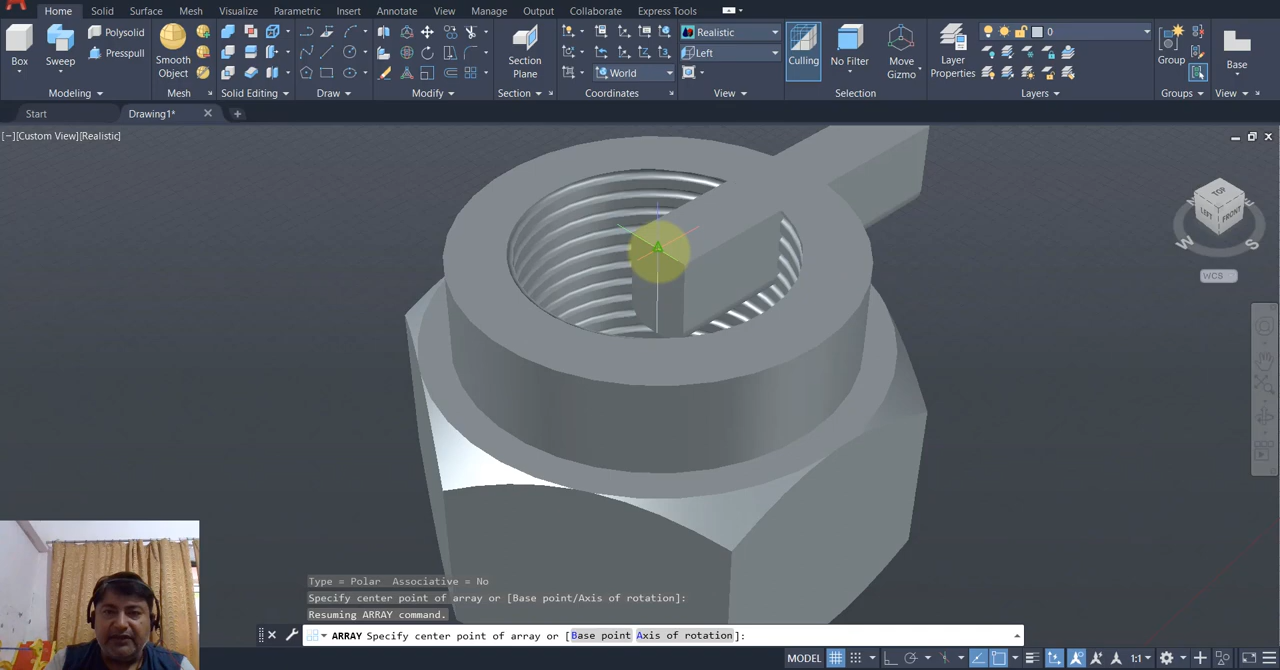 Home Solid Surface Mesh Visualize Parametric Insert Annotate View Manage Output Collaborate Express Tools
Box
Sweep
Polysolid
Presspull
Smooth
Object
Section
Plane
Realistic
Left
World
Culling
No Filter
Move
Gizmo
Layer
Properties
0
Group
Base
Modeling Mesh Solid Editing Draw Modify Section Coordinates View Selection Layers Groups View
Start Drawing1*
[−][Custom View][Realistic]
TOP
LEFT FRONT
W S
WCS
Type = Polar Associative = No
Specify center point of array or [Base point/Axis of rotation]:
Resuming ARRAY command.
ARRAY Specify center point of array or [Base point Axis of rotation]:
MODEL 1:1